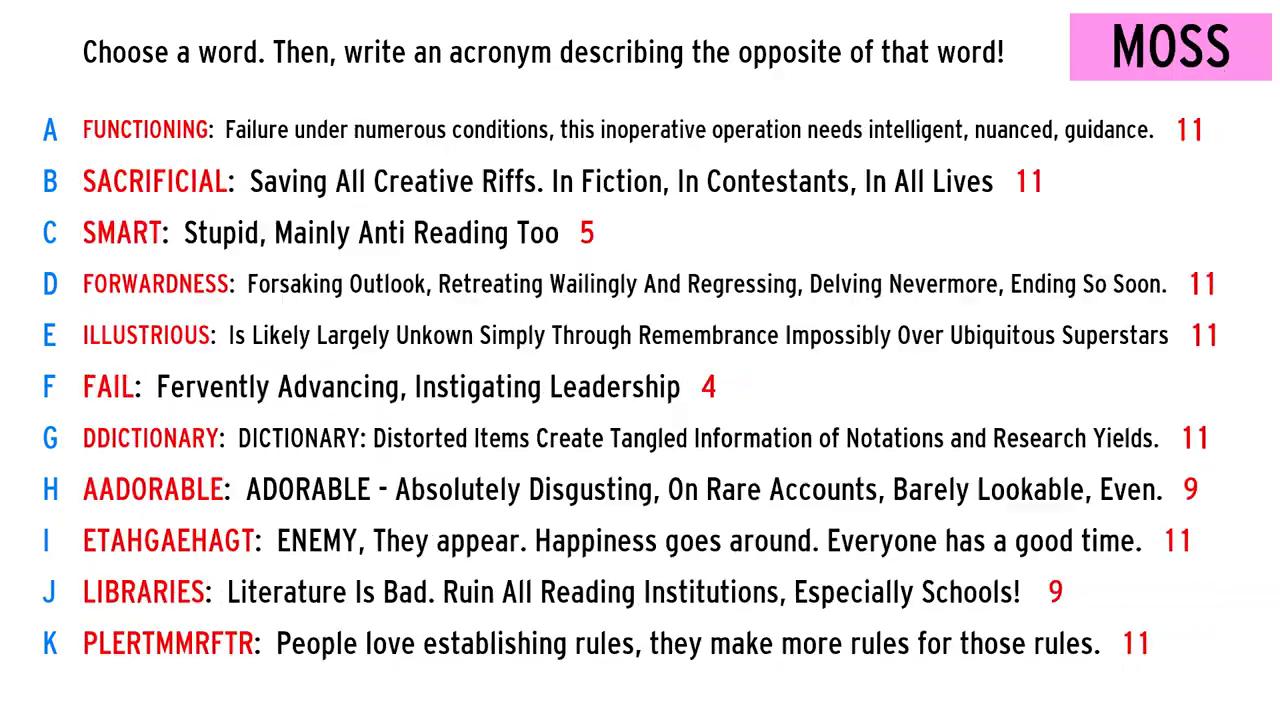 Choose a word. Then, write an acronym describing the opposite of that word!
MOSS
A FUNCTIONING: Failure under numerous conditions, this inoperative operation needs intelligent, nuanced, guidance. 11
B SACRIFICIAL: Saving All Creative Riffs. In Fiction, In Contestants, In All Lives 11
C SMART: Stupid, Mainly Anti Reading Too 5
D FORWARDNESS: Forsaking Outlook, Retreating Wailingly And Regressing, Delving Nevermore, Ending So Soon. 11
E ILLUSTRIOUS: Is Likely Largely Unkown Simply Through Remembrance Impossibly Over Ubiquitous Superstars 11
F FAIL: Fervently Advancing, Instigating Leadership 4
G DDICTIONARY: DICTIONARY: Distorted Items Create Tangled Information of Notations and Research Yields. 11
H AADORABLE: ADORABLE - Absolutely Disgusting, On Rare Accounts, Barely Lookable, Even. 9
I ETAHGAEHAGT: ENEMY, They appear. Happiness goes around. Everyone has a good time. 11
J LIBRARIES: Literature Is Bad. Ruin All Reading Institutions, Especially Schools! 9
K PLERTMMRFTR: People love establishing rules, they make more rules for those rules. 11